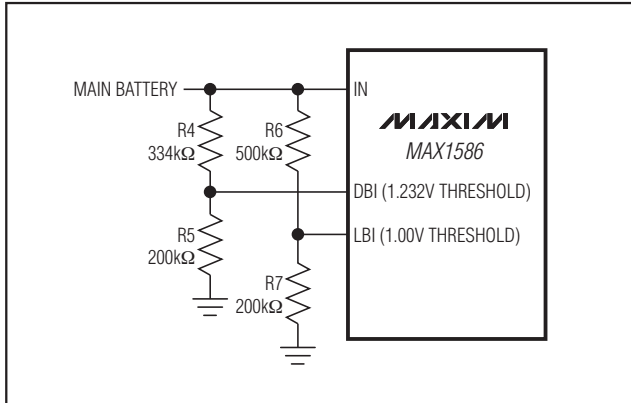 MAIN BATTERY
IN
R4
334kΩ
R6
500kΩ
MAXIM
MAX1586
DBI (1.232V THRESHOLD)
R5
200kΩ
LBI (1.00V THRESHOLD)
R7
200kΩ